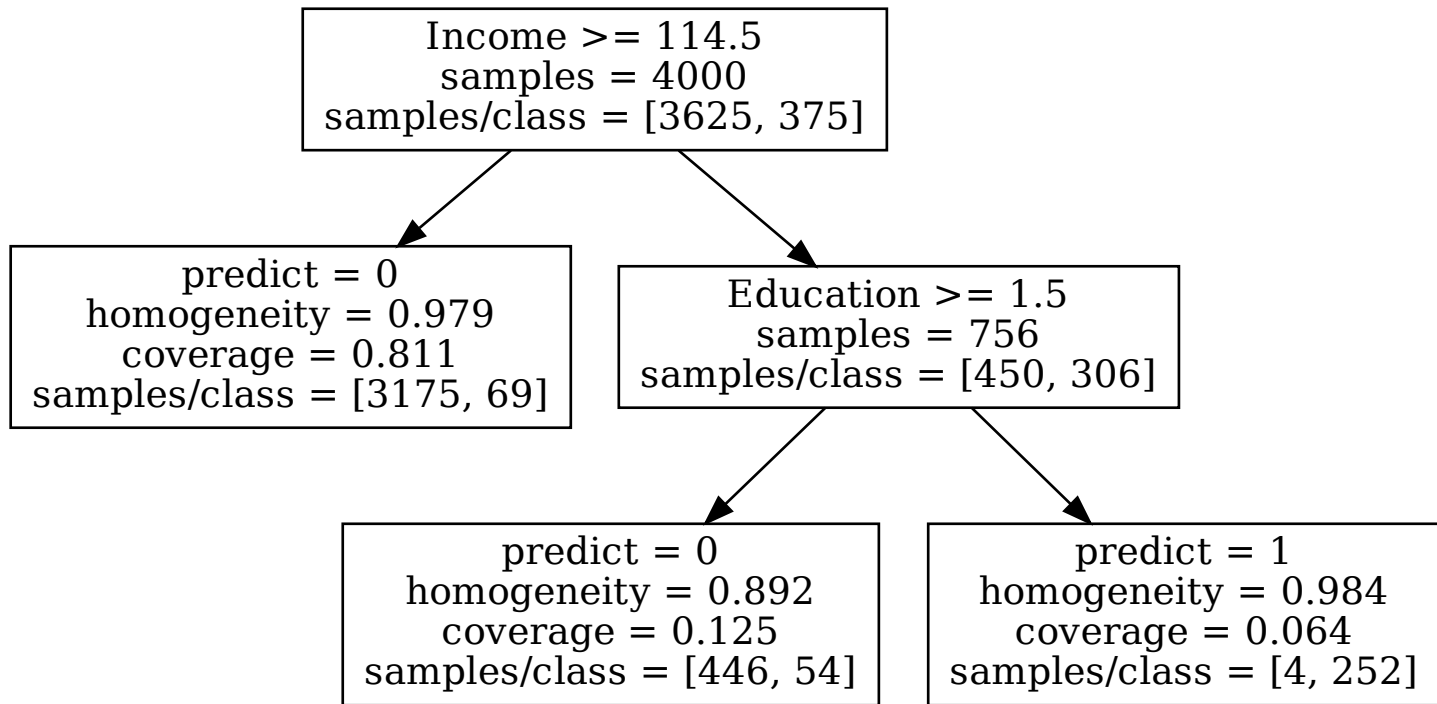 Income >= 114.5
samples = 4000
samples/class = [3625, 375]
predict = 0
homogeneity = 0.979
coverage = 0.811
samples/class = [3175, 69]
Education >= 1.5
samples = 756
samples/class = [450, 306]
predict = 0
homogeneity = 0.892
coverage = 0.125
samples/class = [446, 54]
predict = 1
homogeneity = 0.984
coverage = 0.064
samples/class = [4, 252]